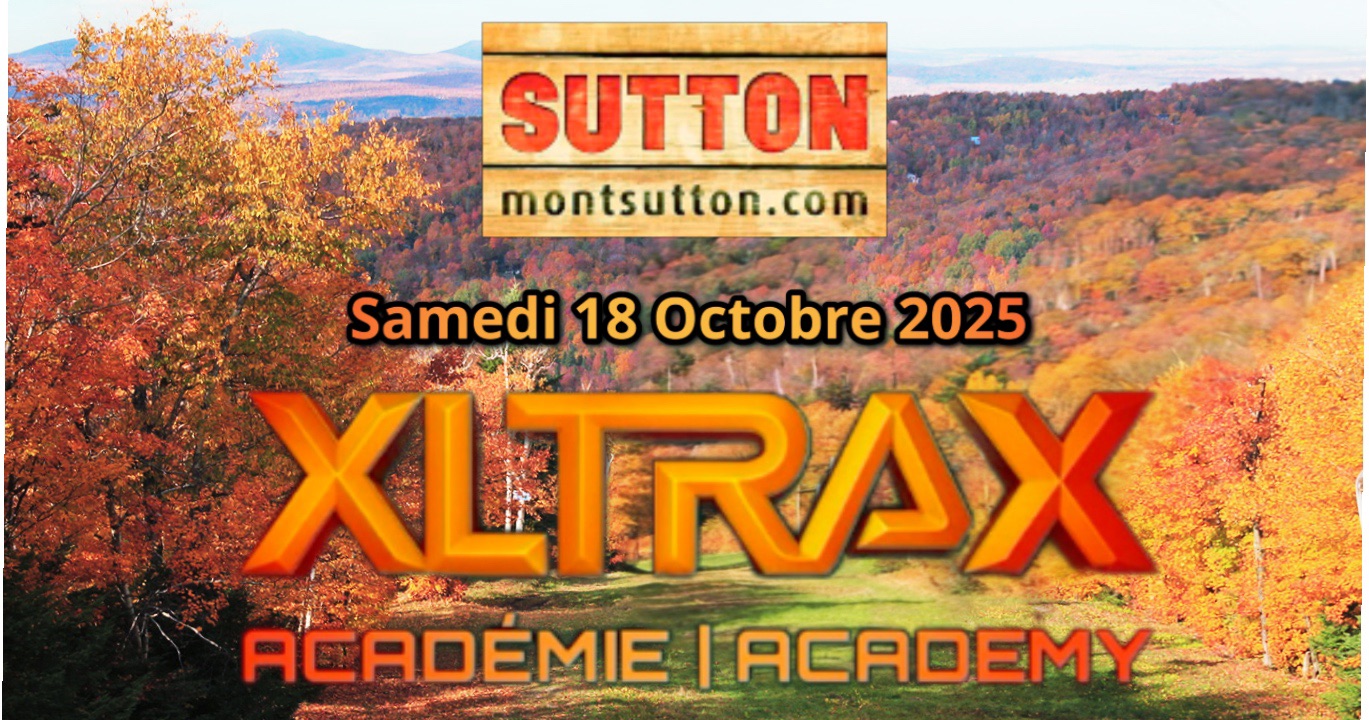 SUTTON
montsutton.com
Samedi 18 Octobre 2025
XLTRAX
ACADÉMIE | ACADEMY